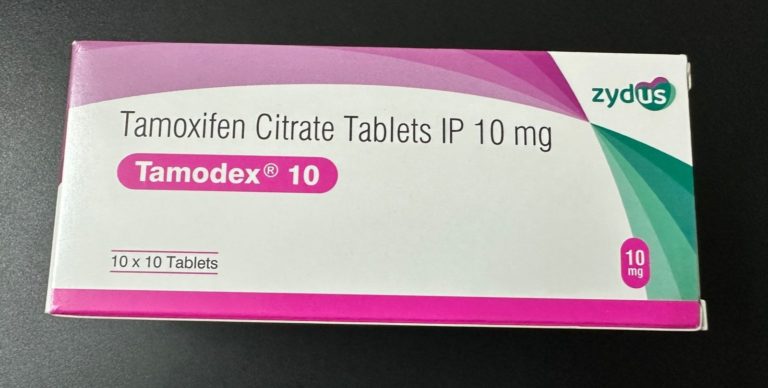 zydus
Tamoxifen Citrate Tablets IP 10 mg
Tamodex® 10
10 x 10 Tablets
10
mg